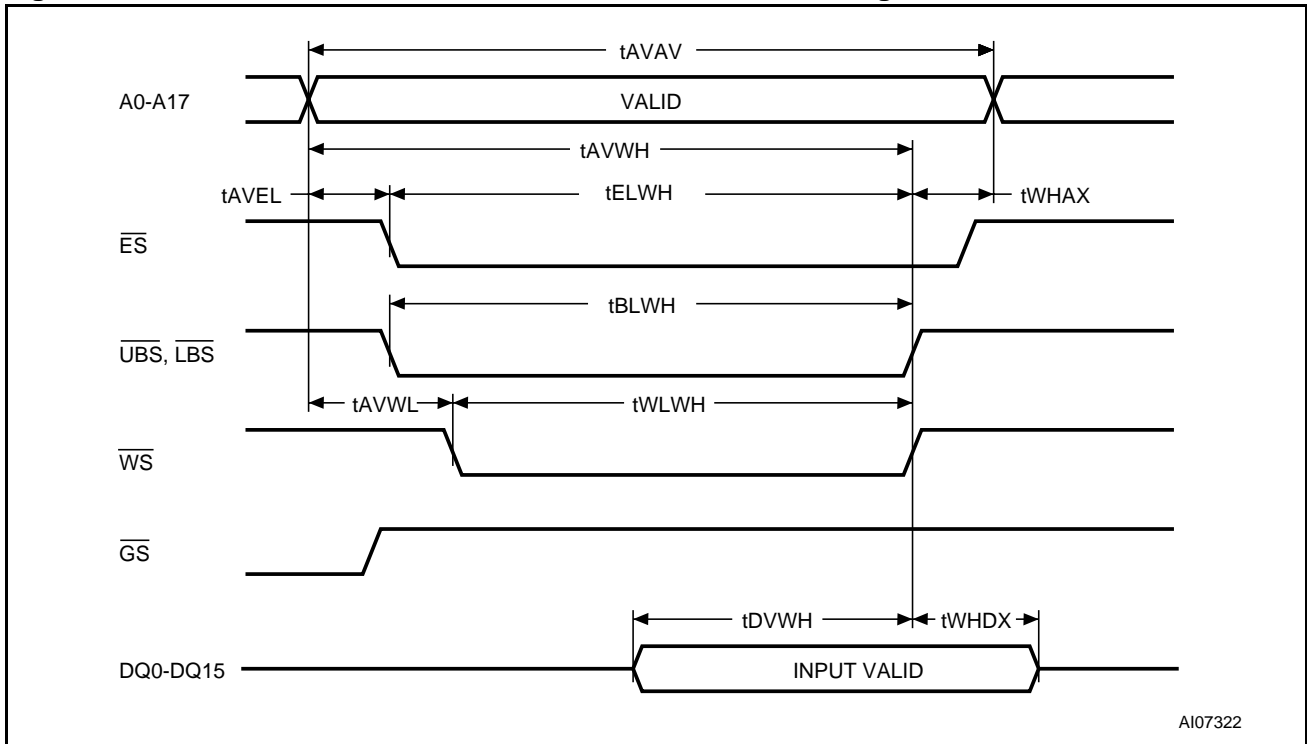 tAVAV
A0-A17
VALID
tAVWH
tAVEL
tELWH
tWHAX
ES
tBLWH
UBS, LBS
tAVWL
tWLWH
WS
GS
tDVWH
tWHDX
DQ0-DQ15
INPUT VALID
AI07322